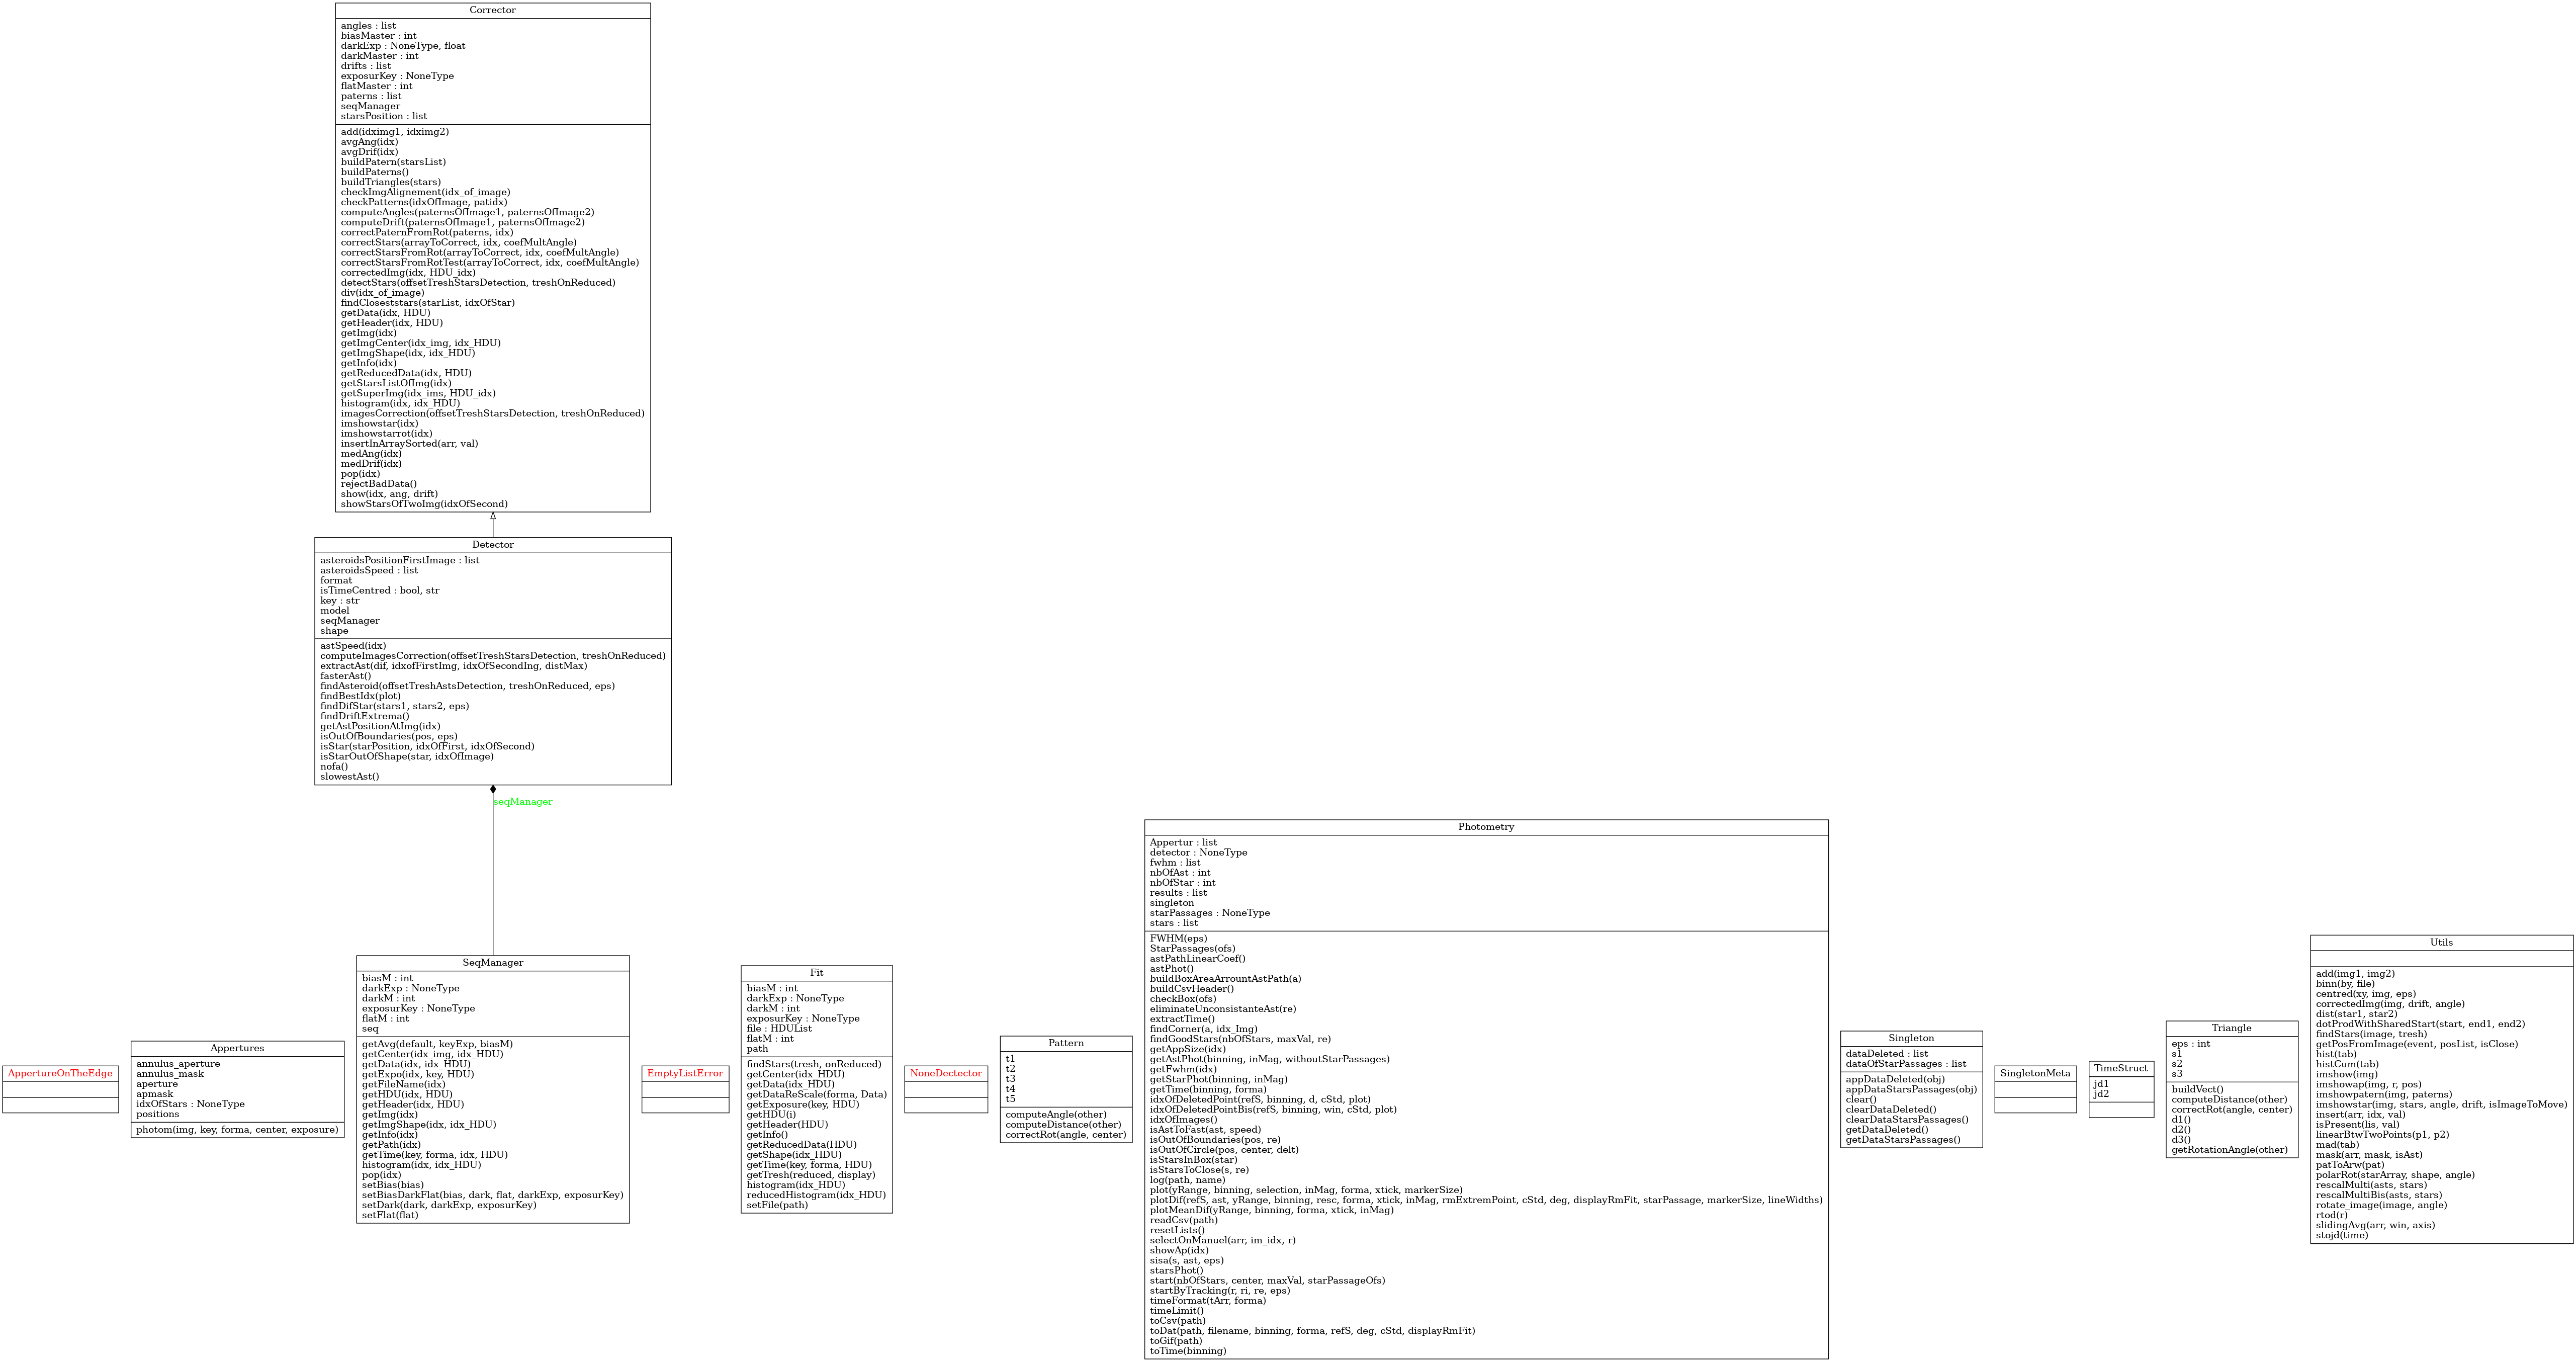 Corrector
angles : list
biasMaster : int
darkExp : NoneType, float
darkMaster : int
drifts : list
exposurKey : NoneType
flatMaster : int
paterns : list
seqManager
starsPosition : list
add(idximg1, idximg2)
avgAng(idx)
avgDrif(idx)
buildPatern(starsList)
buildPaterns()
buildTriangles(stars)
checkImgAlignement(idx_of_image)
checkPatterns(idxOfImage, patidx)
computeAngles(paternsOfImage1, paternsOfImage2)
computeDrift(paternsOfImage1, paternsOfImage2)
correctPaternFromRot(paterns, idx)
correctStars(arrayToCorrect, idx, coefMultAngle)
correctStarsFromRot(arrayToCorrect, idx, coefMultAngle)
correctStarsFromRotTest(arrayToCorrect, idx, coefMultAngle)
correctedImg(idx, HDU_idx)
detectStars(offsetTreshStarsDetection, treshOnReduced)
div(idx_of_image)
findCloseststars(starList, idxOfStar)
getData(idx, HDU)
getHeader(idx, HDU)
getImg(idx)
getImgCenter(idx_img, idx_HDU)
getImgShape(idx, idx_HDU)
getInfo(idx)
getReducedData(idx, HDU)
getStarsListOfImg(idx)
getSuperImg(idx_ims, HDU_idx)
histogram(idx, idx_HDU)
imagesCorrection(offsetTreshStarsDetection, treshOnReduced)
imshowstar(idx)
imshowstarrot(idx)
insertInArraySorted(arr, val)
medAng(idx)
medDrif(idx)
pop(idx)
rejectBadData()
show(idx, ang, drift)
showStarsOfTwoImg(idxOfSecond)
Detector
asteroidsPositionFirstImage : list
asteroidsSpeed : list
format
isTimeCentred : bool, str
key : str
model
seqManager
shape
astSpeed(idx)
computeImagesCorrection(offsetTreshStarsDetection, treshOnReduced)
extractAst(dif, idxofFirstImg, idxOfSecondIng, distMax)
fasterAst()
findAsteroid(offsetTreshAstsDetection, treshOnReduced, eps)
findBestIdx(plot)
findDifStar(stars1, stars2, eps)
findDriftExtrema()
getAstPositionAtImg(idx)
isOutOfBoundaries(pos, eps)
isStar(starPosition, idxOfFirst, idxOfSecond)
isStarOutOfShape(star, idxOfImage)
nofa()
slowestAst()
seqManager
AppertureOnTheEdge
Appertures
annulus_aperture
annulus_mask
aperture
apmask
idxOfStars : NoneType
positions
photom(img, key, forma, center, exposure)
SeqManager
biasM : int
darkExp : NoneType
darkM : int
exposurKey : NoneType
flatM : int
seq
getAvg(default, keyExp, biasM)
getCenter(idx_img, idx_HDU)
getData(idx, idx_HDU)
getExpo(idx, key, HDU)
getFileName(idx)
getHDU(idx, HDU)
getHeader(idx, HDU)
getImg(idx)
getImgShape(idx, idx_HDU)
getInfo(idx)
getPath(idx)
getTime(key, forma, idx, HDU)
histogram(idx, idx_HDU)
pop(idx)
setBias(bias)
setBiasDarkFlat(bias, dark, flat, darkExp, exposurKey)
setDark(dark, darkExp, exposurKey)
setFlat(flat)
EmptyListError
Fit
biasM : int
darkExp : NoneType
darkM : int
exposurKey : NoneType
file : HDUList
flatM : int
path
findStars(tresh, onReduced)
getCenter(idx_HDU)
getData(idx_HDU)
getDataReScale(forma, Data)
getExposure(key, HDU)
getHDU(i)
getHeader(HDU)
getInfo()
getReducedData(HDU)
getShape(idx_HDU)
getTime(key, forma, HDU)
getTresh(reduced, display)
histogram(idx_HDU)
reducedHistogram(idx_HDU)
setFile(path)
NoneDectector
Pattern
t1
t2
t3
t4
t5
computeAngle(other)
computeDistance(other)
correctRot(angle, center)
Photometry
Appertur : list
detector : NoneType
fwhm : list
nbOfAst : int
nbOfStar : int
results : list
singleton
starPassages : NoneType
stars : list
FWHM(eps)
StarPassages(ofs)
astPathLinearCoef()
astPhot()
buildBoxAreaArrountAstPath(a)
buildCsvHeader()
checkBox(ofs)
eliminateUnconsistanteAst(re)
extractTime()
findCorner(a, idx_Img)
findGoodStars(nbOfStars, maxVal, re)
getAppSize(idx)
getAstPhot(binning, inMag, withoutStarPassages)
getFwhm(idx)
getStarPhot(binning, inMag)
getTime(binning, forma)
idxOfDeletedPoint(refS, binning, d, cStd, plot)
idxOfDeletedPointBis(refS, binning, win, cStd, plot)
idxOfImages()
isAstToFast(ast, speed)
isOutOfBoundaries(pos, re)
isOutOfCircle(pos, center, delt)
isStarsInBox(star)
isStarsToClose(s, re)
log(path, name)
plot(yRange, binning, selection, inMag, forma, xtick, markerSize)
plotDif(refS, ast, yRange, binning, resc, forma, xtick, inMag, rmExtremPoint, cStd, deg, displayRmFit, starPassage, markerSize, lineWidths)
plotMeanDif(yRange, binning, forma, xtick, inMag)
readCsv(path)
resetLists()
selectOnManuel(arr, im_idx, r)
showAp(idx)
sisa(s, ast, eps)
starsPhot()
start(nbOfStars, center, maxVal, starPassageOfs)
startByTracking(r, ri, re, eps)
timeFormat(tArr, forma)
timeLimit()
toCsv(path)
toDat(path, filename, binning, forma, refS, deg, cStd, displayRmFit)
toGif(path)
toTime(binning)
Singleton
dataDeleted : list
dataOfStarPassages : list
appDataDeleted(obj)
appDataStarsPassages(obj)
clear()
clearDataDeleted()
clearDataStarsPassages()
getDataDeleted()
getDataStarsPassages()
SingletonMeta
TimeStruct
jd1
jd2
Triangle
eps : int
s1
s2
s3
buildVect()
computeDistance(other)
correctRot(angle, center)
d1()
d2()
d3()
getRotationAngle(other)
Utils
add(img1, img2)
binn(by, file)
centred(xy, img, eps)
correctedImg(img, drift, angle)
dist(star1, star2)
dotProdWithSharedStart(start, end1, end2)
findStars(image, tresh)
getPosFromImage(event, posList, isClose)
hist(tab)
histCum(tab)
imshow(img)
imshowap(img, r, pos)
imshowpatern(img, paterns)
imshowstar(img, stars, angle, drift, isImageToMove)
insert(arr, idx, val)
isPresent(lis, val)
linearBtwTwoPoints(p1, p2)
mad(tab)
mask(arr, mask, isAst)
patToArw(pat)
polarRot(starArray, shape, angle)
rescalMulti(asts, stars)
rescalMultiBis(asts, stars)
rotate_image(image, angle)
rtod(r)
slidingAvg(arr, win, axis)
stojd(time)